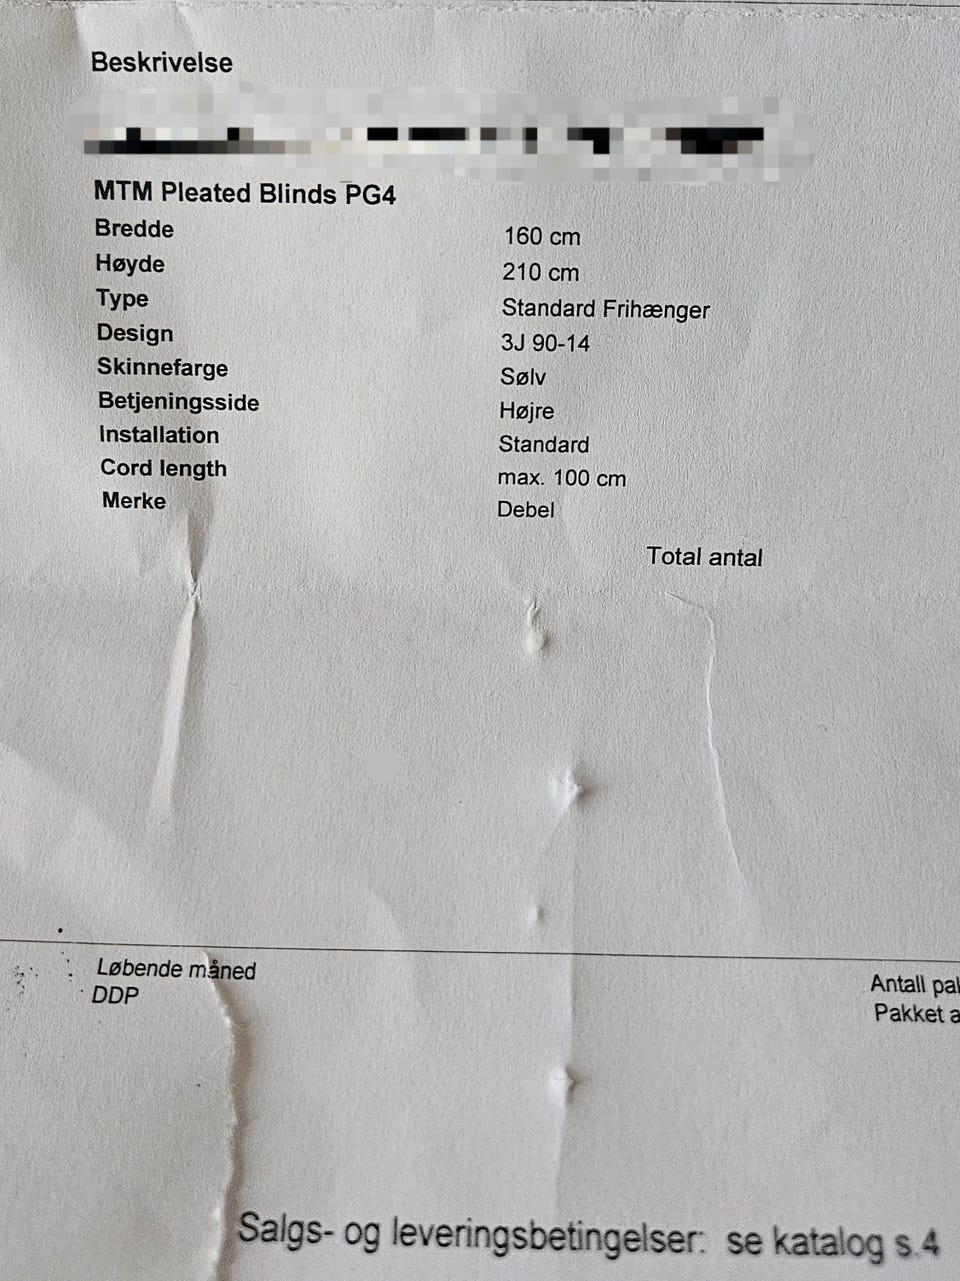 Beskrivelse
MTM Pleated Blinds PG4
Bredde 160 cm
Høyde 210 cm
Type Standard Frihænger
Design 3J 90-14
Skinnefarge Sølv
Betjeningsside Højre
Installation Standard
Cord length max. 100 cm
Merke Debel
Total antal
Løbende måned
DDP
Antall
Pakket
Salgs- og leveringsbetingelser: se katalog s.4